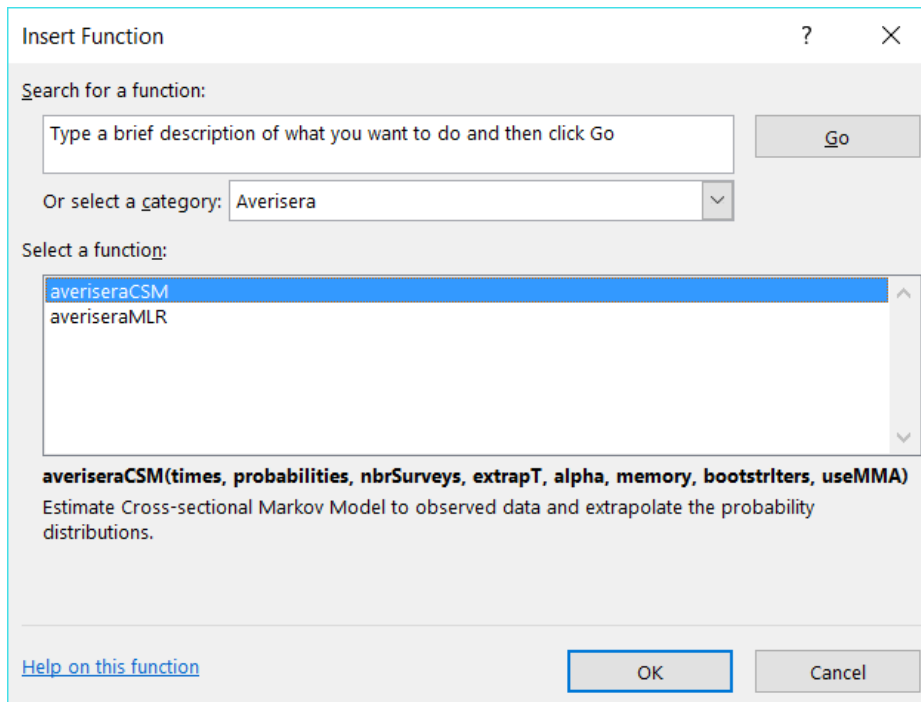 Insert Function
?
Search for a function:
Type a brief description of what you want to do and then click Go
Go
Or select a category: Averisera
Select a function:
averiseraCSM
averiseraMLR
averiseraCSM(times, probabilities, nbrSurveys, extrapT, alpha, memory, bootstrIters, useMMA)
Estimate Cross-sectional Markov Model to observed data and extrapolate the probability
distributions.
Help on this function
OK
Cancel